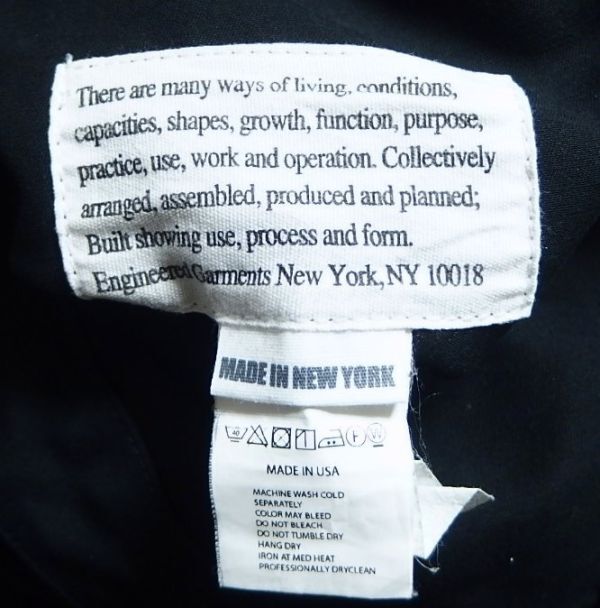 There are many ways of living, conditions,
capacities, shapes, growth, function, purpose,
practice, use, work and operation. Collectively
arranged, assembled, produced and planned;
Built showing use, process and form.
Engineered Garments New York, NY 10018
MADE IN NEW YORK
40
MADE IN USA
MACHINE WASH COLD
SEPARATELY
COLOR MAY BLEED
DO NOT BLEACH
DO NOT TUMBLE DRY
HANG DRY
IRON AT MED HEAT
PROFESSIONALLY DRYCLEAN